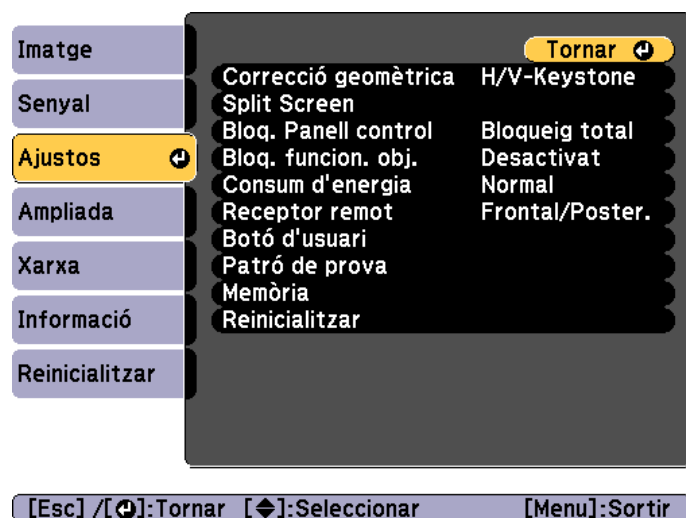 Imatge
Senyal
Ajustos
Ampliada
Xarxa
Informació
Reinicialitzar
Tornar
Correcció geomètrica H/V-Keystone
Split Screen
Bloq. Panell control Bloqueig total
Bloq. funcion. obj. Desactivat
Consum d'energia Normal
Receptor remot Frontal/Poster.
Botó d'usuari
Patró de prova
Memòria
Reinicialitzar
[Esc] /[⏎]:Tornar [◆]:Seleccionar [Menu]:Sortir